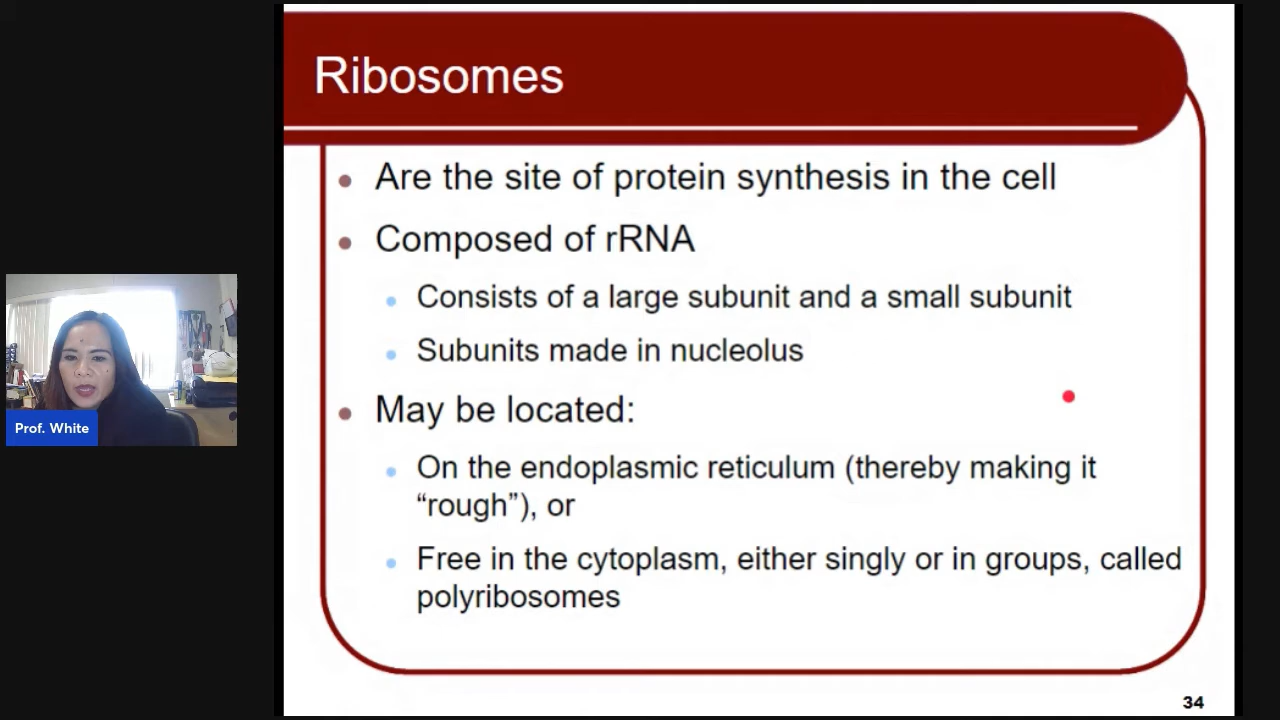 Ribosomes
Are the site of protein synthesis in the cell
Composed of rRNA
Consists of a large subunit and a small subunit
Subunits made in nucleolus
May be located:
On the endoplasmic reticulum (thereby making it
“rough”), or
Free in the cytoplasm, either singly or in groups, called
polyribosomes
34
Prof. White